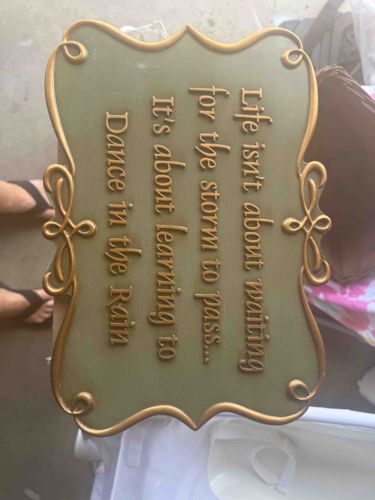 Life isn't about waiting
for the storm to pass...
It's about learning to
Dance in the Rain